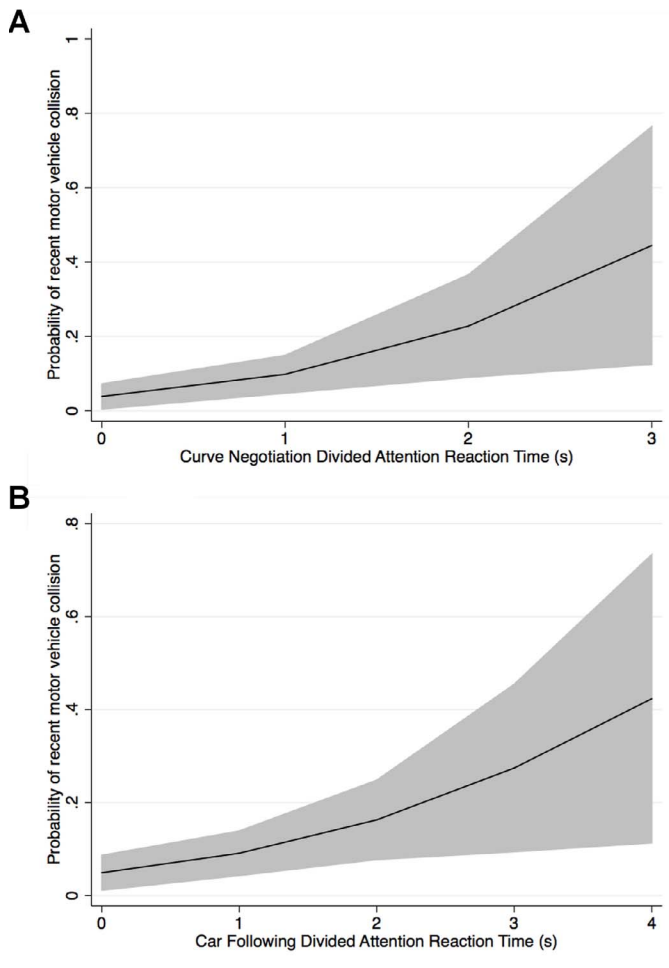 A
Probability of recent motor vehicle collision
1
.8
.6
.4
.2
0
0 1 2 3
Curve Negotiation Divided Attention Reaction Time (s)
B
Probability of recent motor vehicle collision
.8
.6
.4
.2
0
0 1 2 3 4
Car Following Divided Attention Reaction Time (s)